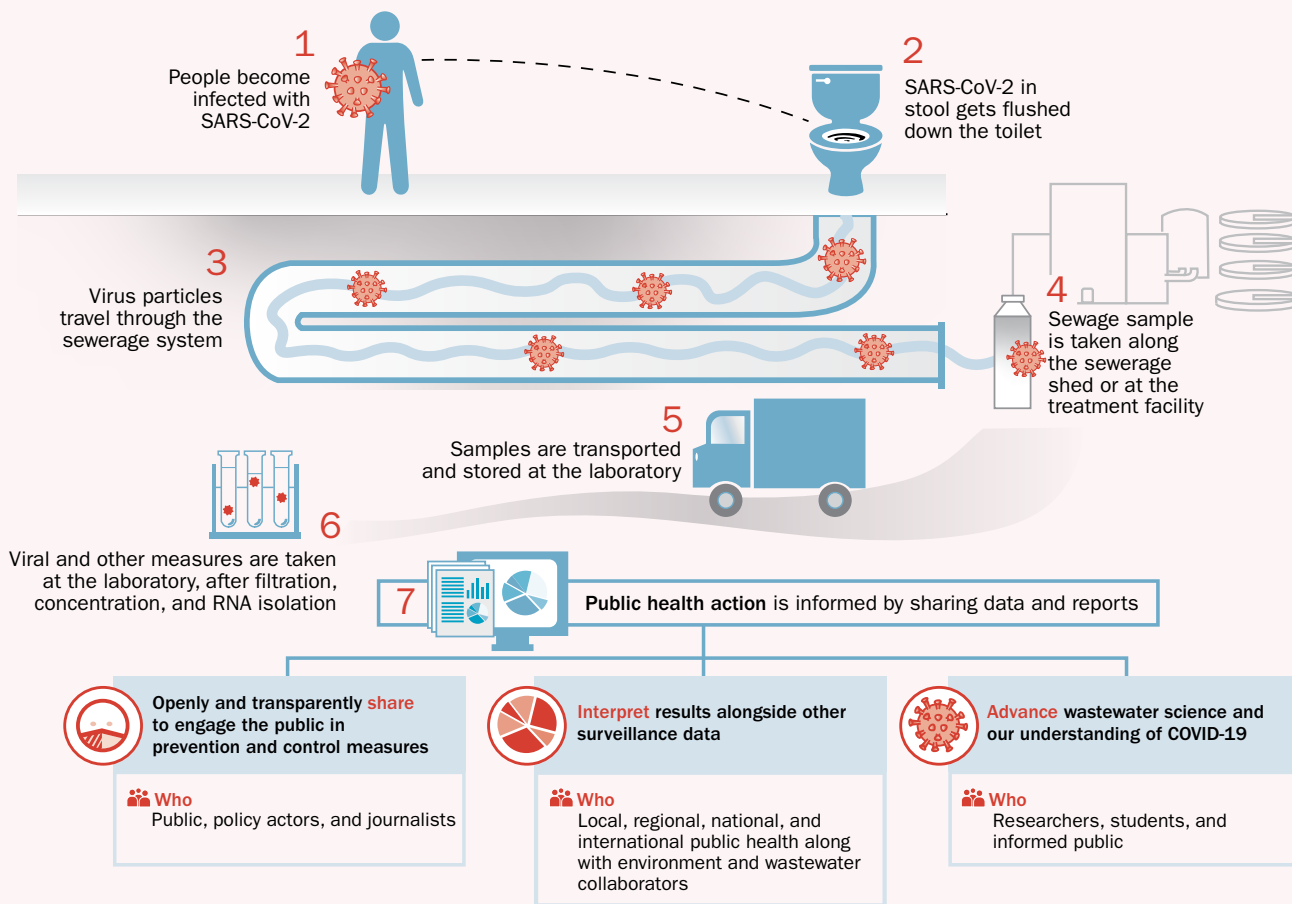 1
People become
infected with
SARS-CoV-2
2
SARS-CoV-2 in
stool gets flushed
down the toilet
3
Virus particles
travel through the
sewerage system
4
Sewage sample
is taken along
the sewerage
shed or at the
treatment facility
5
Samples are transported
and stored at the laboratory
6
Viral and other measures are taken
at the laboratory, after filtration,
concentration, and RNA isolation
7
Public health action is informed by sharing data and reports
Openly and transparently share
to engage the public in
prevention and control measures
Who
Public, policy actors, and journalists
Interpret results alongside other
surveillance data
Who
Local, regional, national, and
international public health along
with environment and wastewater
collaborators
Advance wastewater science and
our understanding of COVID-19
Who
Researchers, students, and
informed public